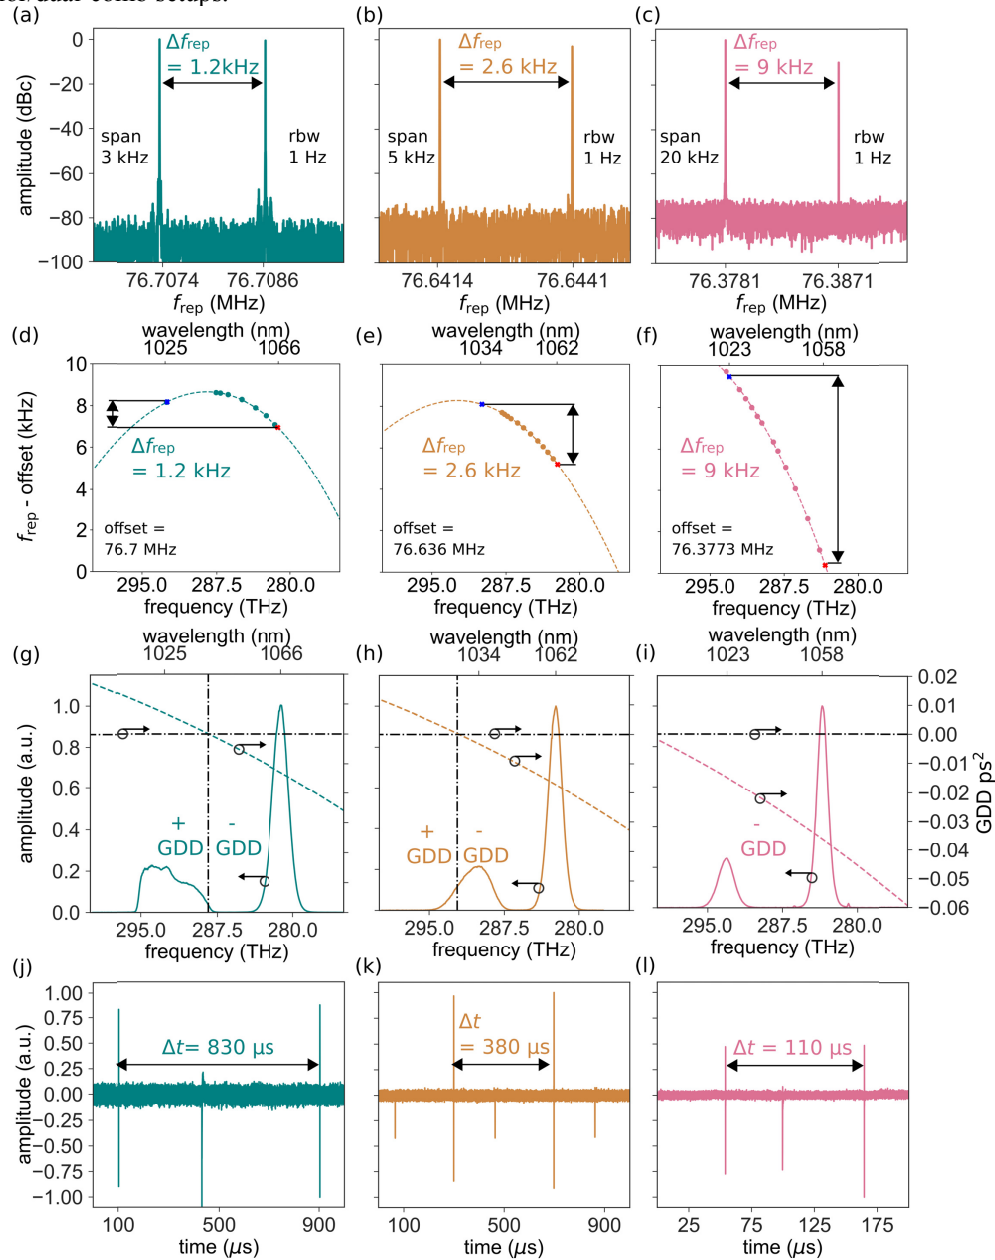 (a)
(b)
(c)
Δfrep
= 1.2kHz
Δfrep
= 2.6 kHz
Δfrep
= 9 kHz
amplitude (dBc)
0
−20
−40
−60
−80
−100
span
3 kHz
rbw
1 Hz
span
5 kHz
rbw
1 Hz
span
20 kHz
rbw
1 Hz
76.7074
76.7086
76.6414
76.6441
76.3781
76.3871
frep (MHz)
frep (MHz)
frep (MHz)
(d)
(e)
(f)
wavelength (nm)
wavelength (nm)
wavelength (nm)
1025
1066
1034
1062
1023
1058
frep - offset (kHz)
10
8
6
4
2
0
Δfrep
= 1.2 kHz
Δfrep
= 2.6 kHz
Δfrep
= 9 kHz
offset =
76.7 MHz
offset =
76.636 MHz
offset =
76.3773 MHz
295.0
287.5
280.0
295.0
287.5
280.0
295.0
287.5
280.0
frequency (THz)
frequency (THz)
frequency (THz)
(g)
(h)
(i)
wavelength (nm)
wavelength (nm)
wavelength (nm)
1025
1066
1034
1062
1023
1058
amplitude (a.u.)
1.0
0.8
0.6
0.4
0.2
0.0
+
GDD
-
GDD
+
GDD
-
GDD
-
GDD
0.02
0.01
0.00
−0.01
−0.02
−0.03
−0.04
−0.05
−0.06
GDD ps²
295.0
287.5
280.0
295.0
287.5
280.0
295.0
287.5
280.0
frequency (THz)
frequency (THz)
frequency (THz)
(j)
(k)
(l)
amplitude (a.u.)
1.00
0.75
0.50
0.25
0.00
−0.25
−0.50
−0.75
−1.00
Δt= 830 µs
Δt
= 380 µs
Δt = 110 µs
100
500
900
100
500
900
25
75
125
175
time (µs)
time (µs)
time (µs)